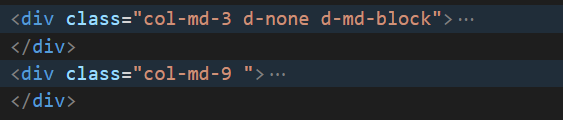 <div class="col-md-3 d-none d-md-block">···
</div>
<div class="col-md-9 ">···
</div>